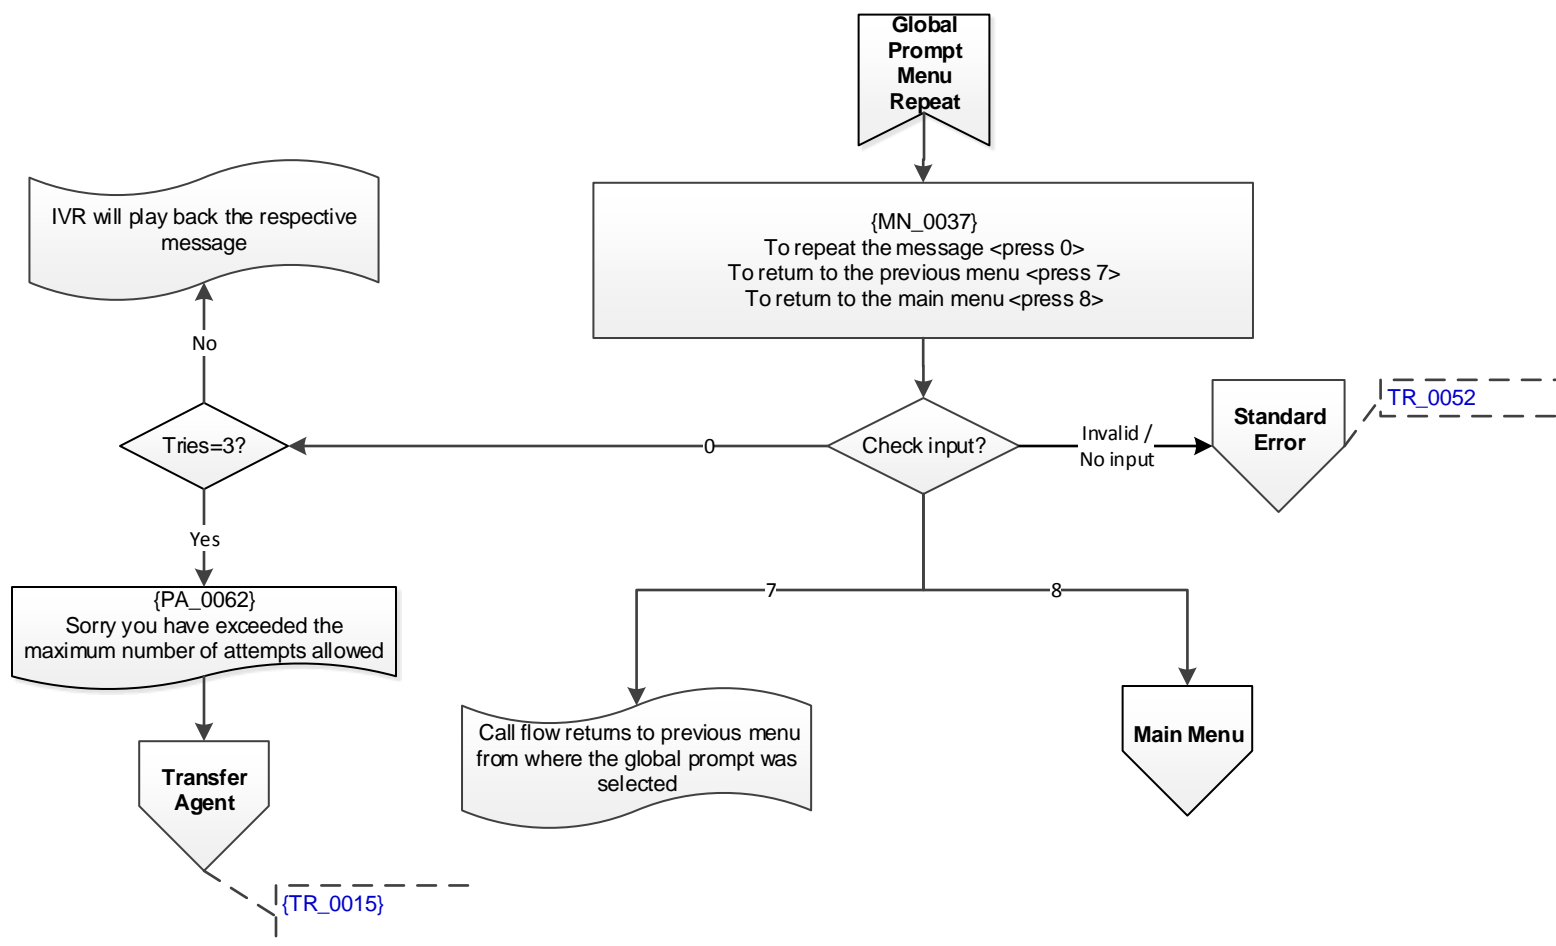 Global
Prompt
Menu
Repeat
{MN_0037}
To repeat the message <press 0>
To return to the previous menu <press 7>
To return to the main menu <press 8>
IVR will play back the respective
message
No
Tries=3?
0
Check input?
Invalid /
No input
Standard
Error
TR_0052
Yes
{PA_0062}
Sorry you have exceeded the
maximum number of attempts allowed
7
8
Call flow returns to previous menu
from where the global prompt was
selected
Main Menu
Transfer
Agent
{TR_0015}